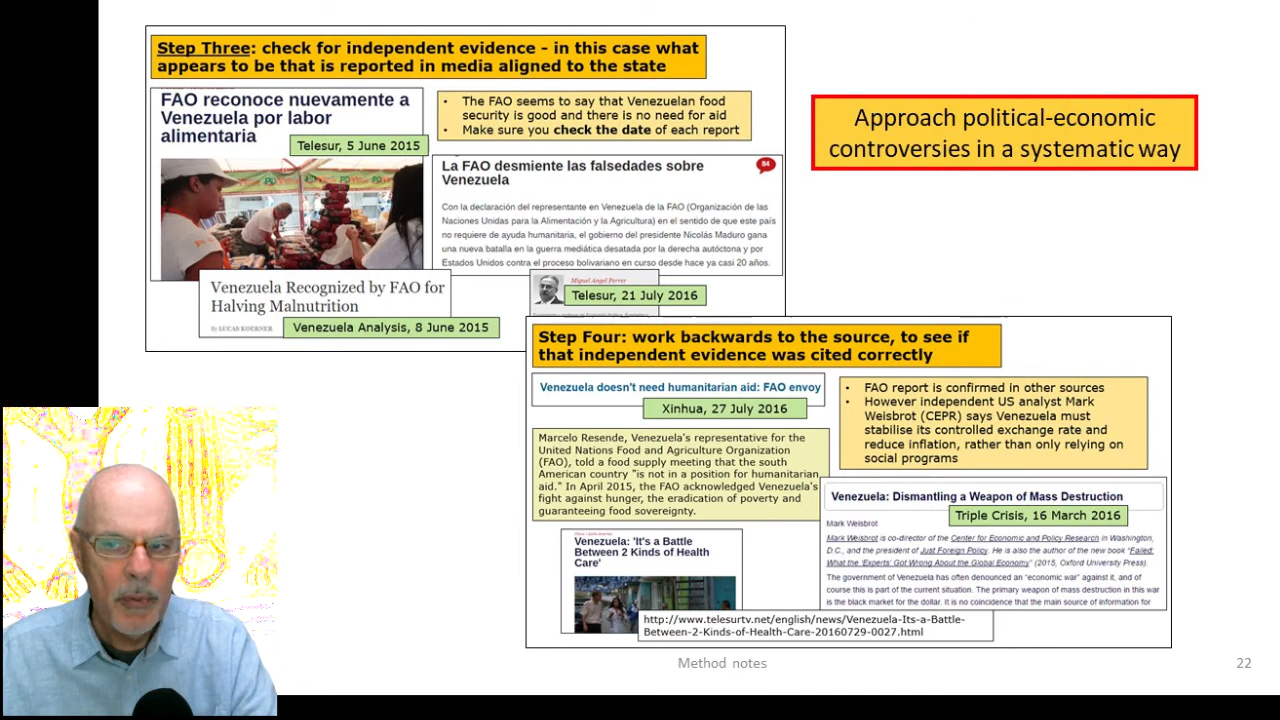 Step Three: check for independent evidence - in this case what
appears to be that is reported in media aligned to the state
FAO reconoce nuevamente a
Venezuela por labor
alimentaria
Telesur, 5 June 2015
• The FAO seems to say that Venezuelan food
security is good and there is no need for aid
• Make sure you check the date of each report
La FAO desmiente las falsedades sobre
Venezuela
84
Con la declaración del representante en Venezuela de la FAO (Organización de las
Naciones Unidas para la Alimentación y la Agricultura) en el sentido de que este país
no requiere de ayuda humanitaria, el gobierno del presidente Nicolás Maduro gana
una nueva batalla en la guerra mediática desatada por la derecha autóctona y por
Estados Unidos contra el proceso bolivariano en curso desde hace ya casi 20 años.
Miguel Angel Ferrer
Telesur, 21 July 2016
Venezuela Recognized by FAO for
Halving Malnutrition
By LUCAS KOERNER
Venezuela Analysis, 8 June 2015
Approach political-economic
controversies in a systematic way
Step Four: work backwards to the source, to see if
that independent evidence was cited correctly
Venezuela doesn't need humanitarian aid: FAO envoy
Xinhua, 27 July 2016
• FAO report is confirmed in other sources
• However independent US analyst Mark
Weisbrot (CEPR) says Venezuela must
stabilise its controlled exchange rate and
reduce inflation, rather than only relying on
social programs
Marcelo Resende, Venezuela's representative for the
United Nations Food and Agriculture Organization
(FAO), told a food supply meeting that the south
American country "is not in a position for humanitarian
aid." In April 2015, the FAO acknowledged Venezuela's
fight against hunger, the eradication of poverty and
guaranteeing food sovereignty.
Venezuela: Dismantling a Weapon of Mass Destruction
Triple Crisis, 16 March 2016
Mark Weisbrot
Mark Weisbrot is co-director of the Center for Economic and Policy Research in Washington,
D.C., and the president of Just Foreign Policy. He is also the author of the new book "Failed:
What the 'Experts' Got Wrong About the Global Economy" (2015, Oxford University Press).
The government of Venezuela has often denounced an "economic war" against it, and of
course this is part of the current situation. The primary weapon of mass destruction in this war
is the black market for the dollar. It is no coincidence that the main source of information for
Venezuela: 'It's a Battle
Between 2 Kinds of Health
Care'
http://www.telesurtv.net/english/news/Venezuela-Its-a-Battle-
Between-2-Kinds-of-Health-Care-20160729-0027.html
Method notes
22